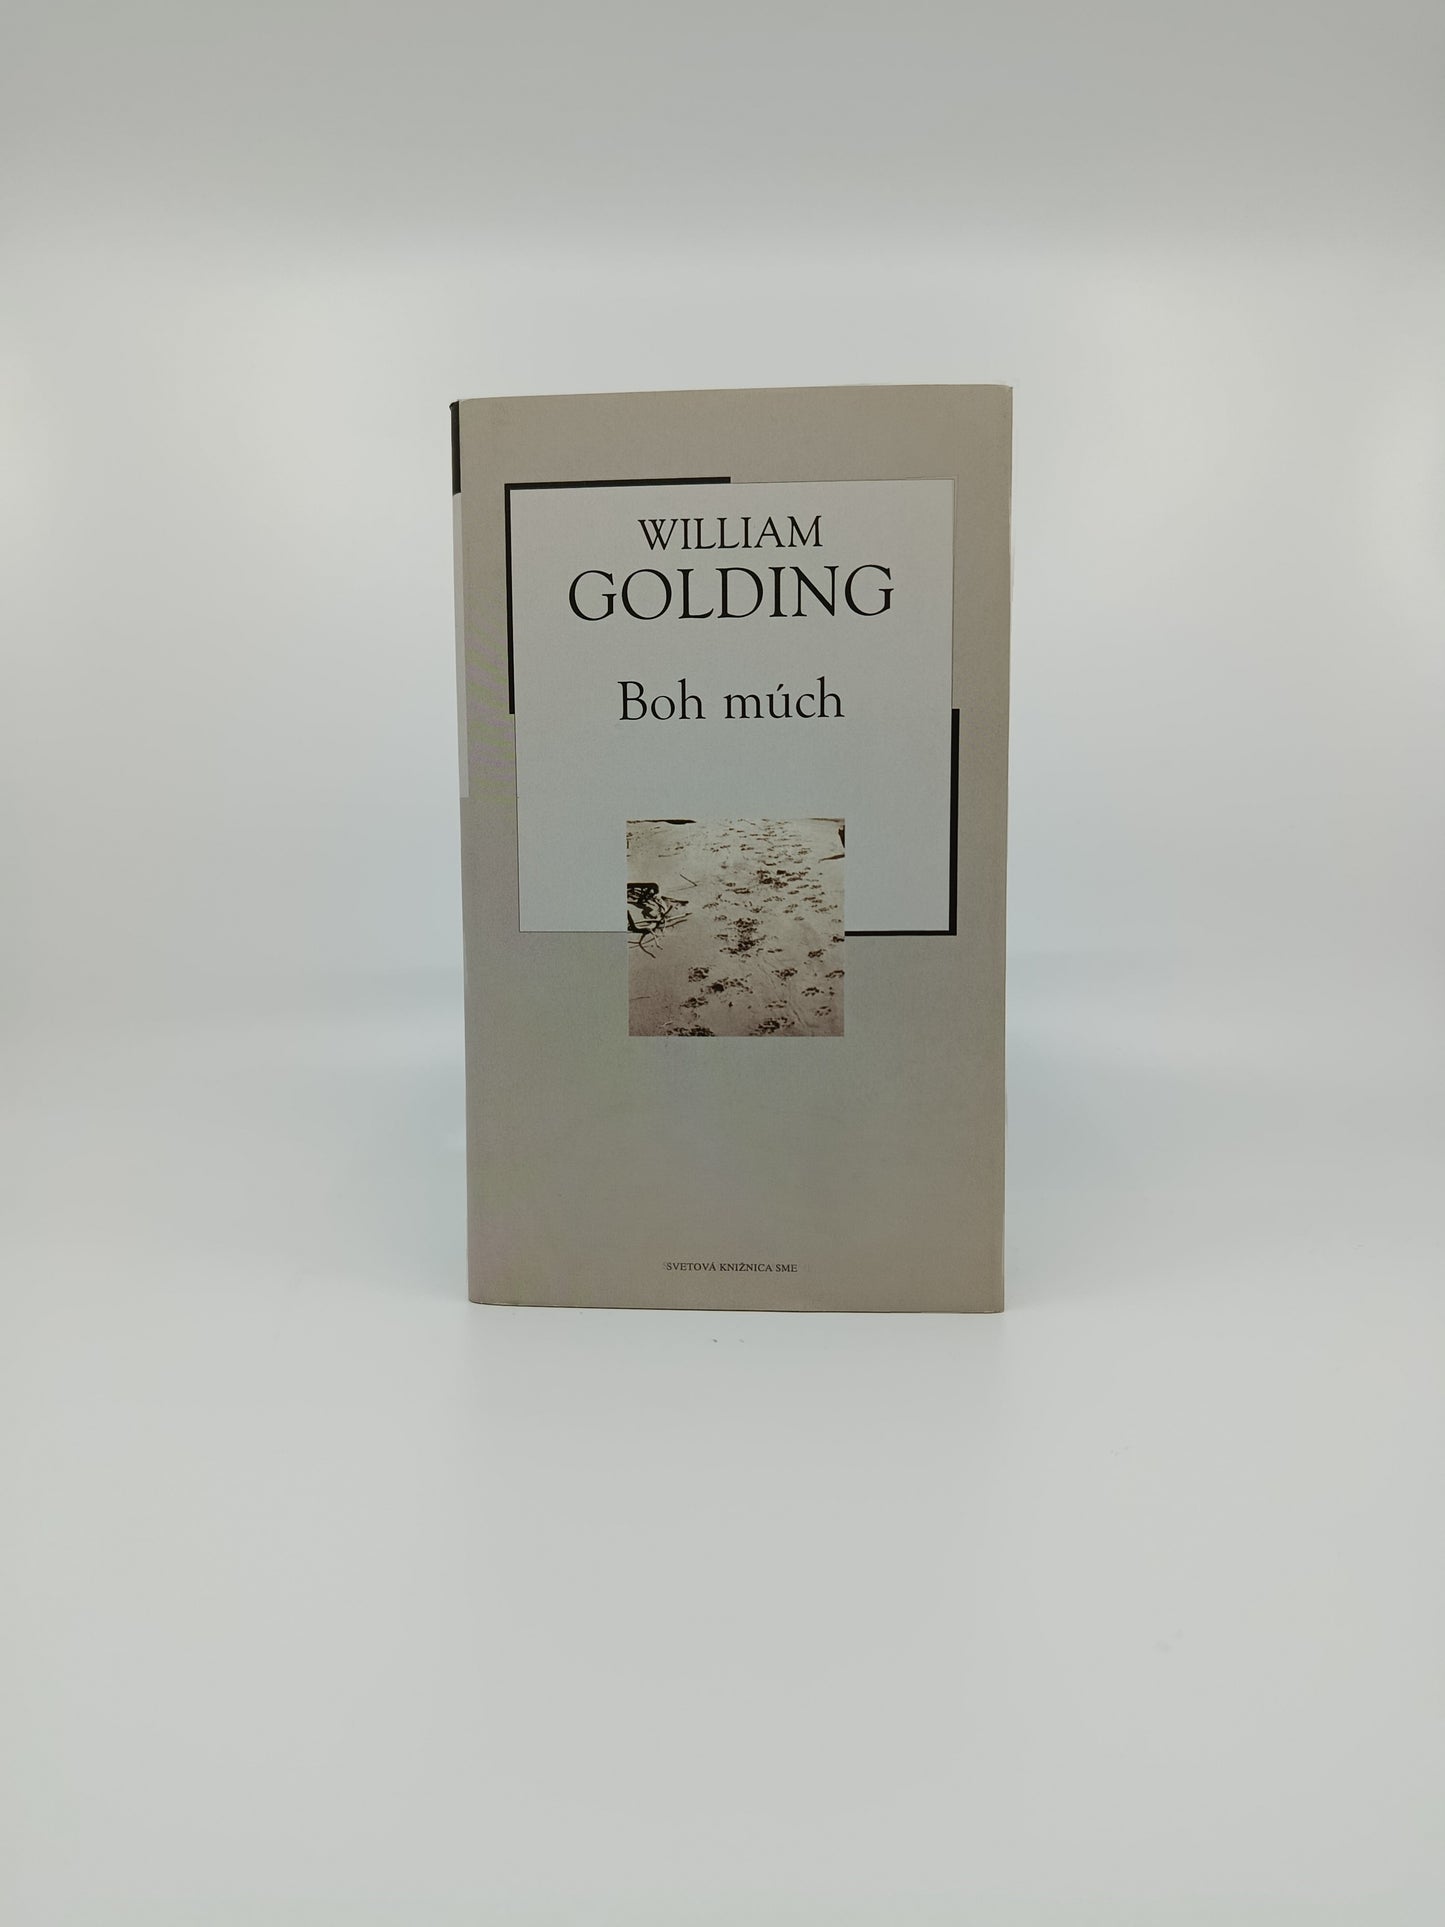 WILLIAM
GOLDING
Boh múch
SVETOVÁ KNIŽNICA SME